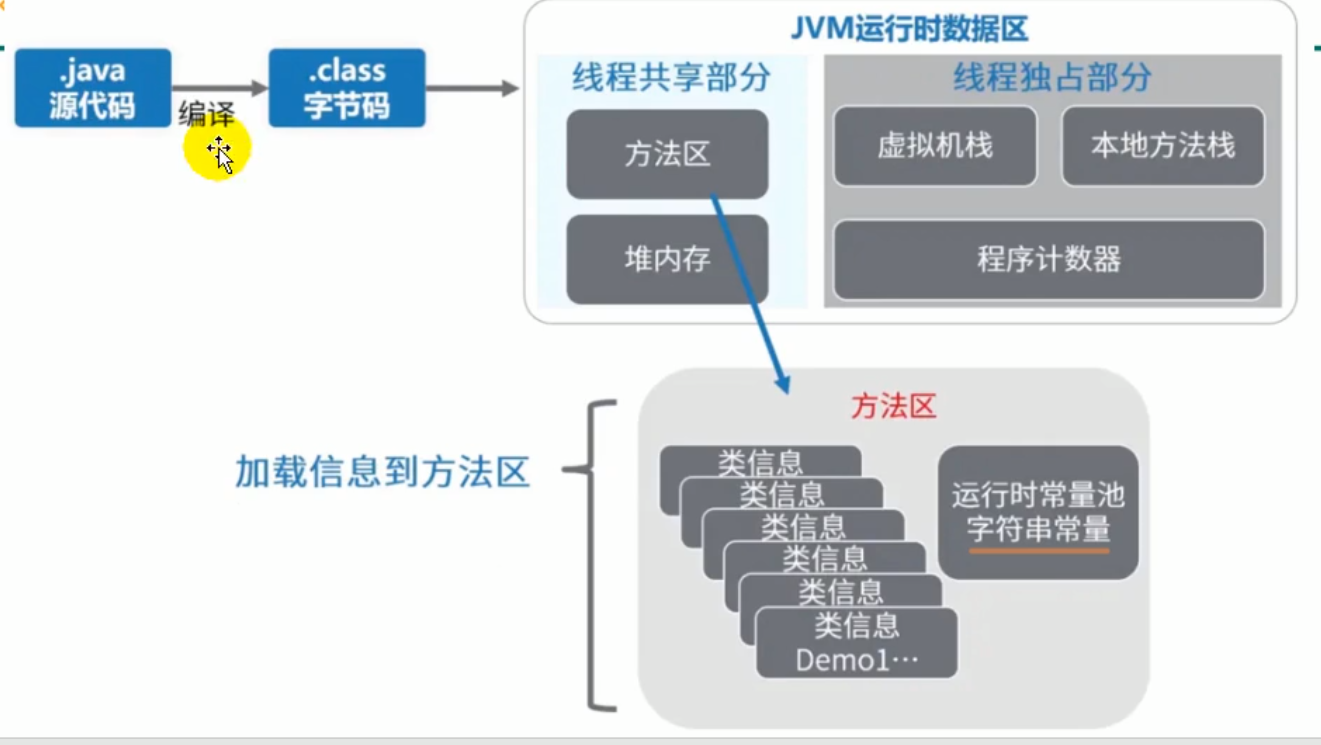 .java
源代码
编译
.class
字节码
JVM运行时数据区
线程共享部分
方法区
堆内存
线程独占部分
虚拟机栈
本地方法栈
程序计数器
加载信息到方法区
方法区
类信息
类信息
类信息
类信息
类信息
类信息
Demo1…
运行时常量池
字符串常量